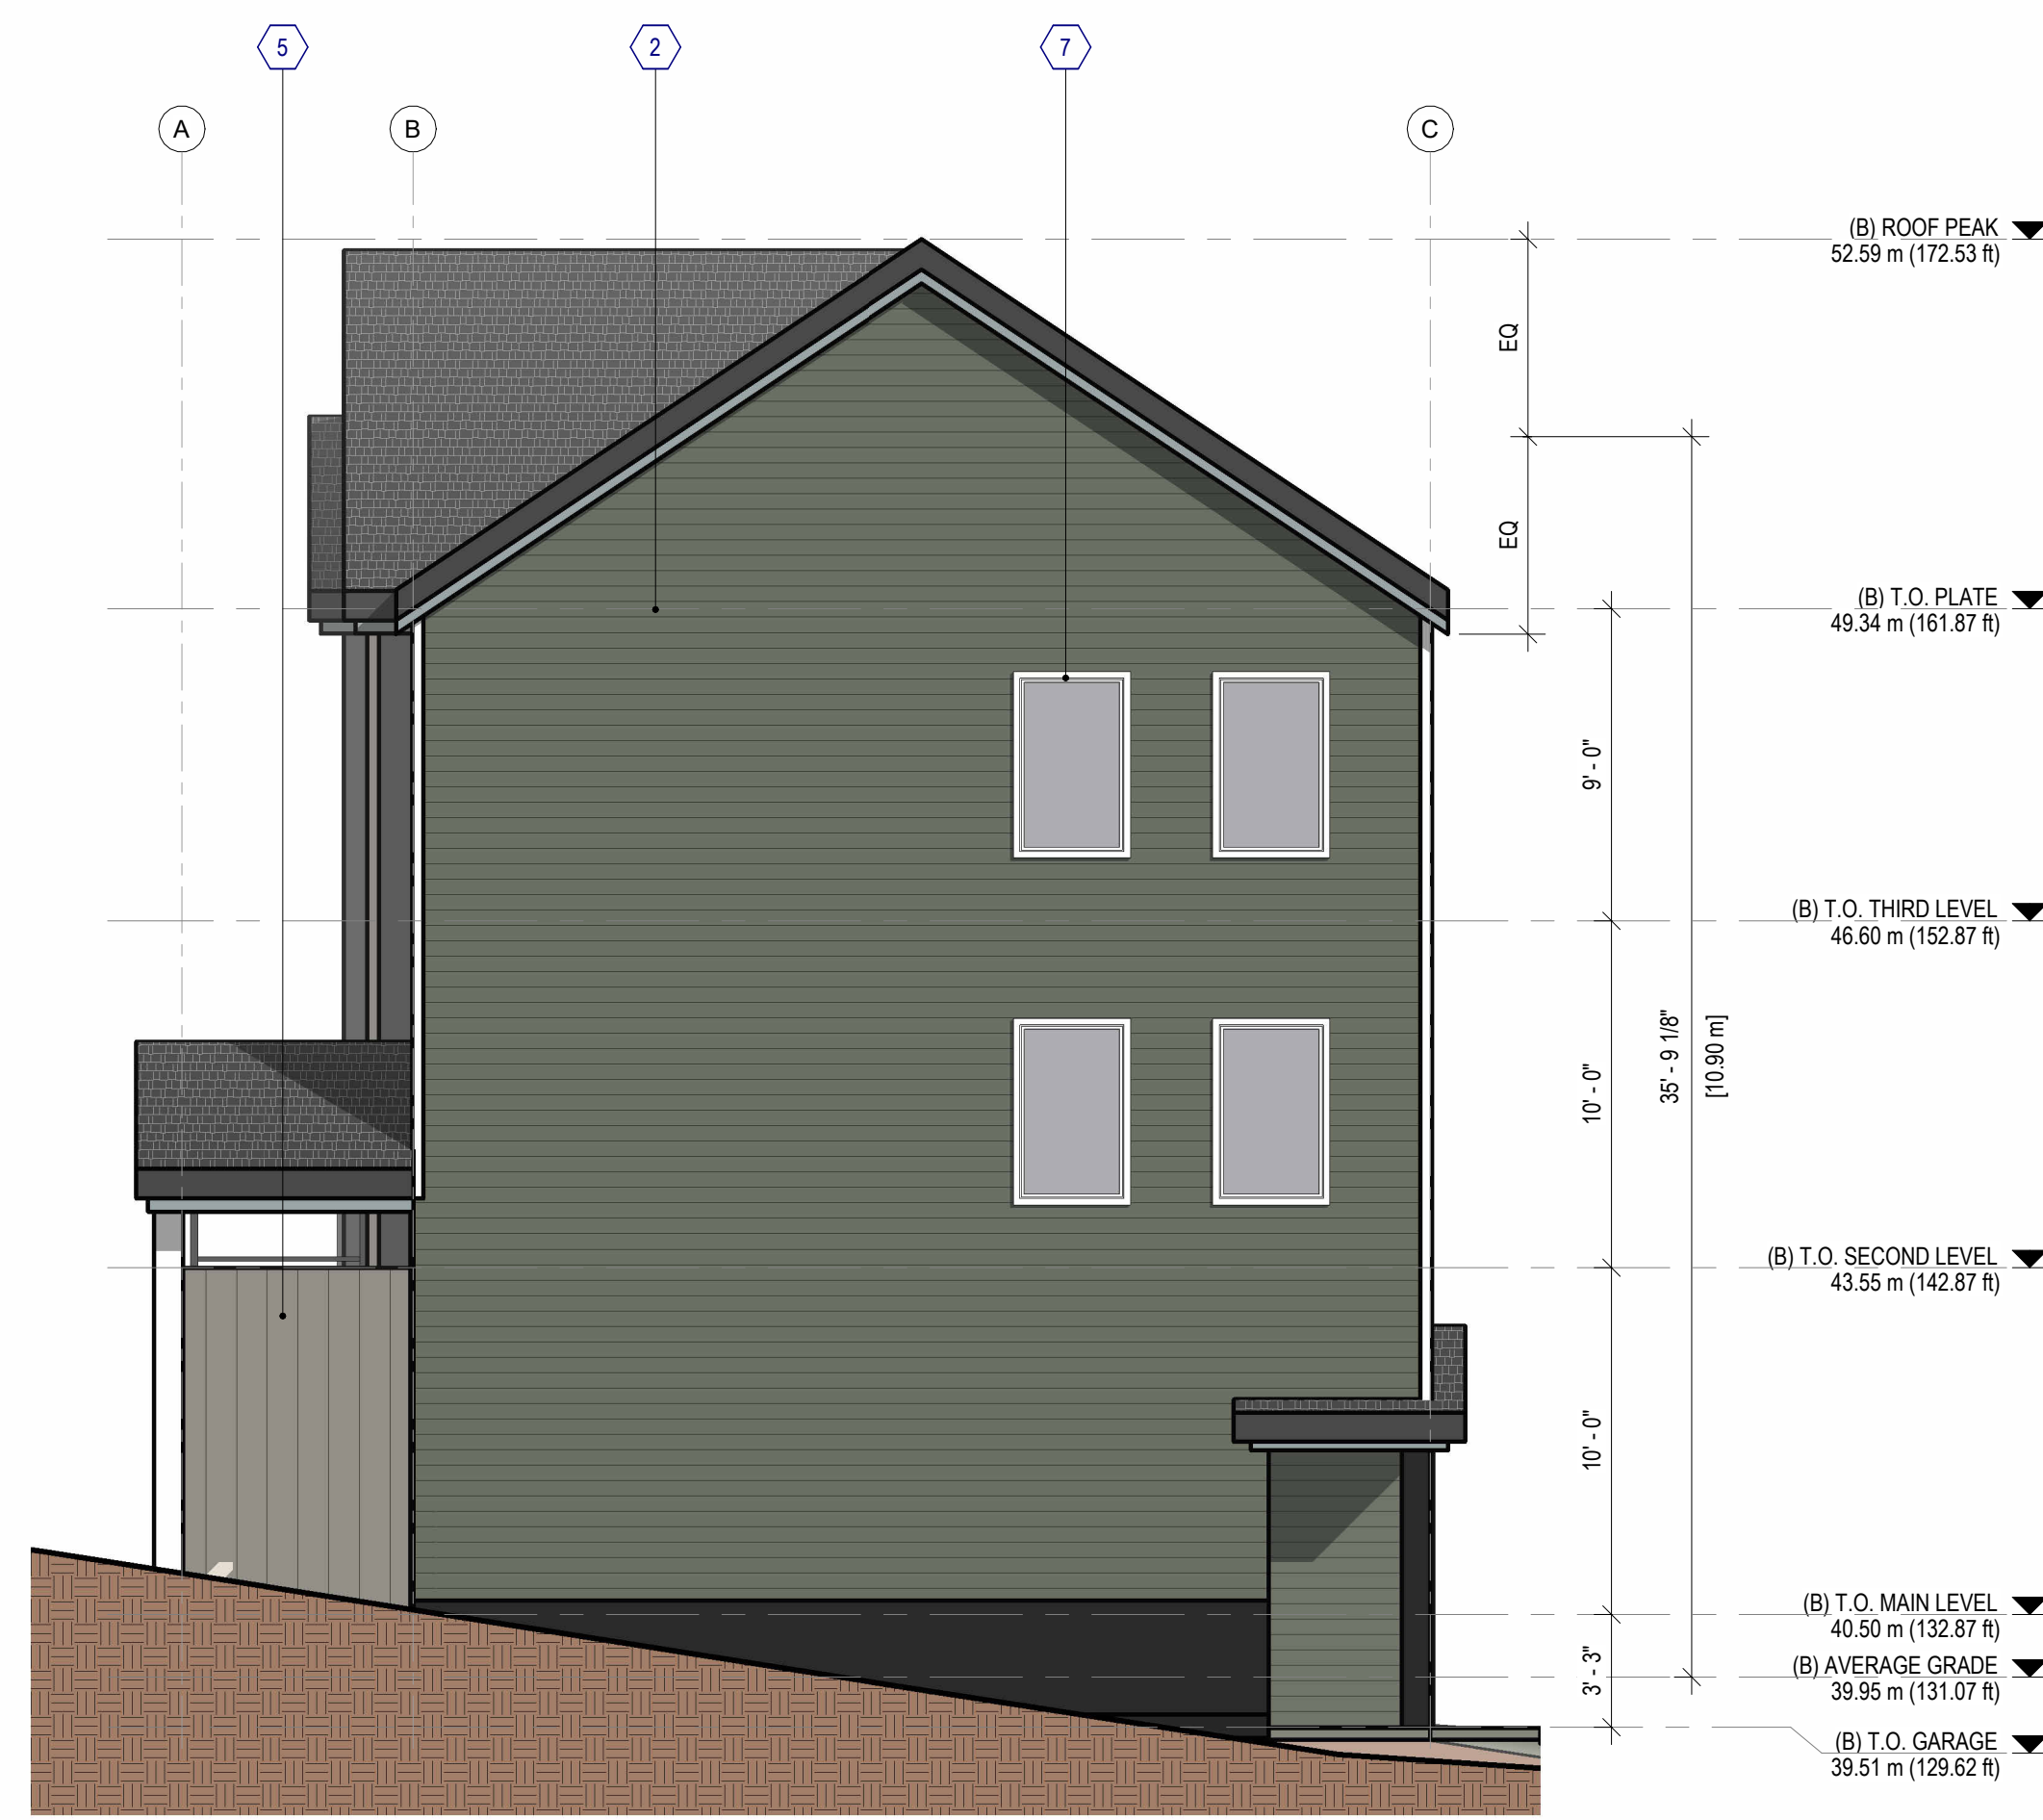 5
2
7
A
B
C
(B) ROOF PEAK
52.59 m (172.53 ft)
EQ
EQ
(B) T.O. PLATE
49.34 m (161.87 ft)
9' - 0"
(B) T.O. THIRD LEVEL
46.60 m (152.87 ft)
10' - 0"
35' - 9 1/8"
[10.90 m]
(B) T.O. SECOND LEVEL
43.55 m (142.87 ft)
10' - 0"
(B) T.O. MAIN LEVEL
40.50 m (132.87 ft)
3' - 3"
(B) AVERAGE GRADE
39.95 m (131.07 ft)
(B) T.O. GARAGE
39.51 m (129.62 ft)